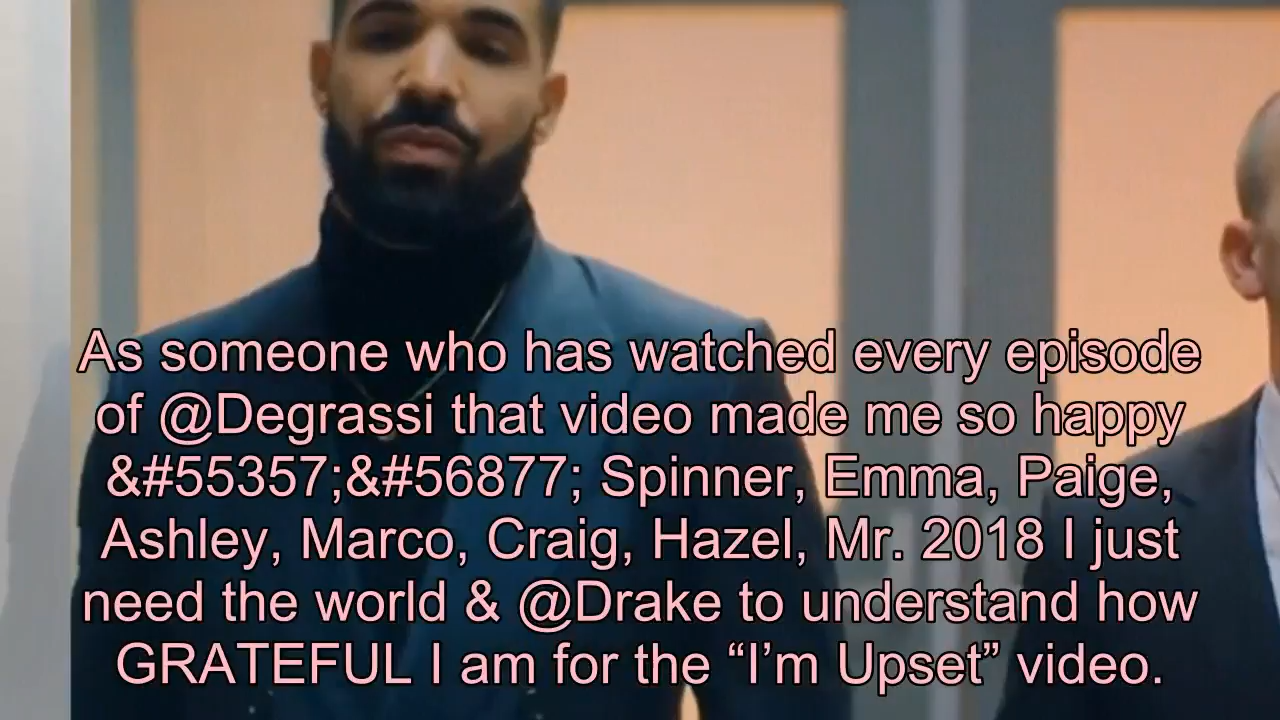 As someone who has watched every episode
of @Degrassi that video made me so happy
&#55357;&#56877; Spinner, Emma, Paige,
Ashley, Marco, Craig, Hazel, Mr. 2018 I just
need the world & @Drake to understand how
GRATEFUL I am for the “I’m Upset” video.